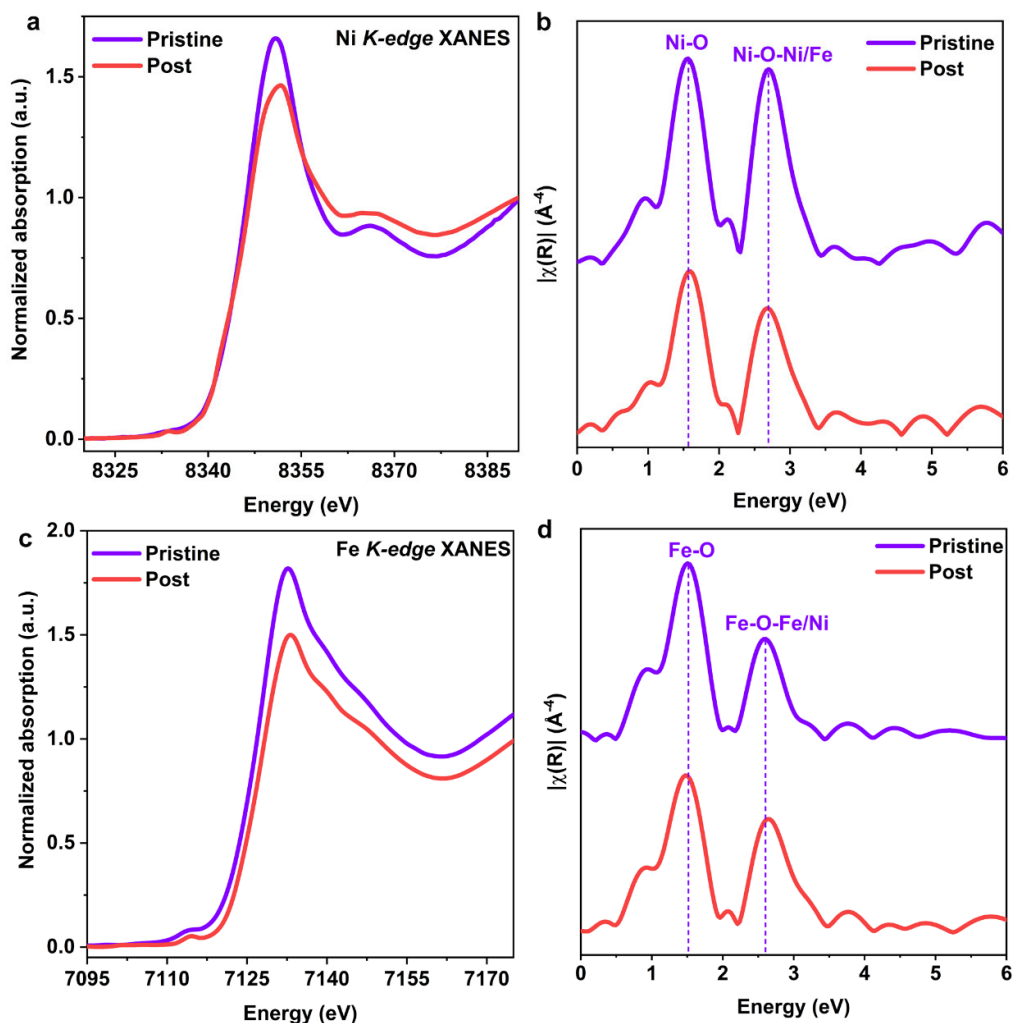 a
Pristine
Post
Ni K-edge XANES
Normalized absorption (a.u.)
1.5
1.0
0.5
0.0
8325 8340 8355 8370 8385
Energy (eV)
b
Ni-O
Ni-O-Ni/Fe
Pristine
Post
|χ(R)| (Å⁻⁴)
0 1 2 3 4 5 6
Energy (eV)
c
Pristine
Post
Fe K-edge XANES
Normalized absorption (a.u.)
2.0
1.5
1.0
0.5
0.0
7095 7110 7125 7140 7155 7170
Energy (eV)
d
Fe-O
Fe-O-Fe/Ni
Pristine
Post
|χ(R)| (Å⁻⁴)
0 1 2 3 4 5 6
Energy (eV)